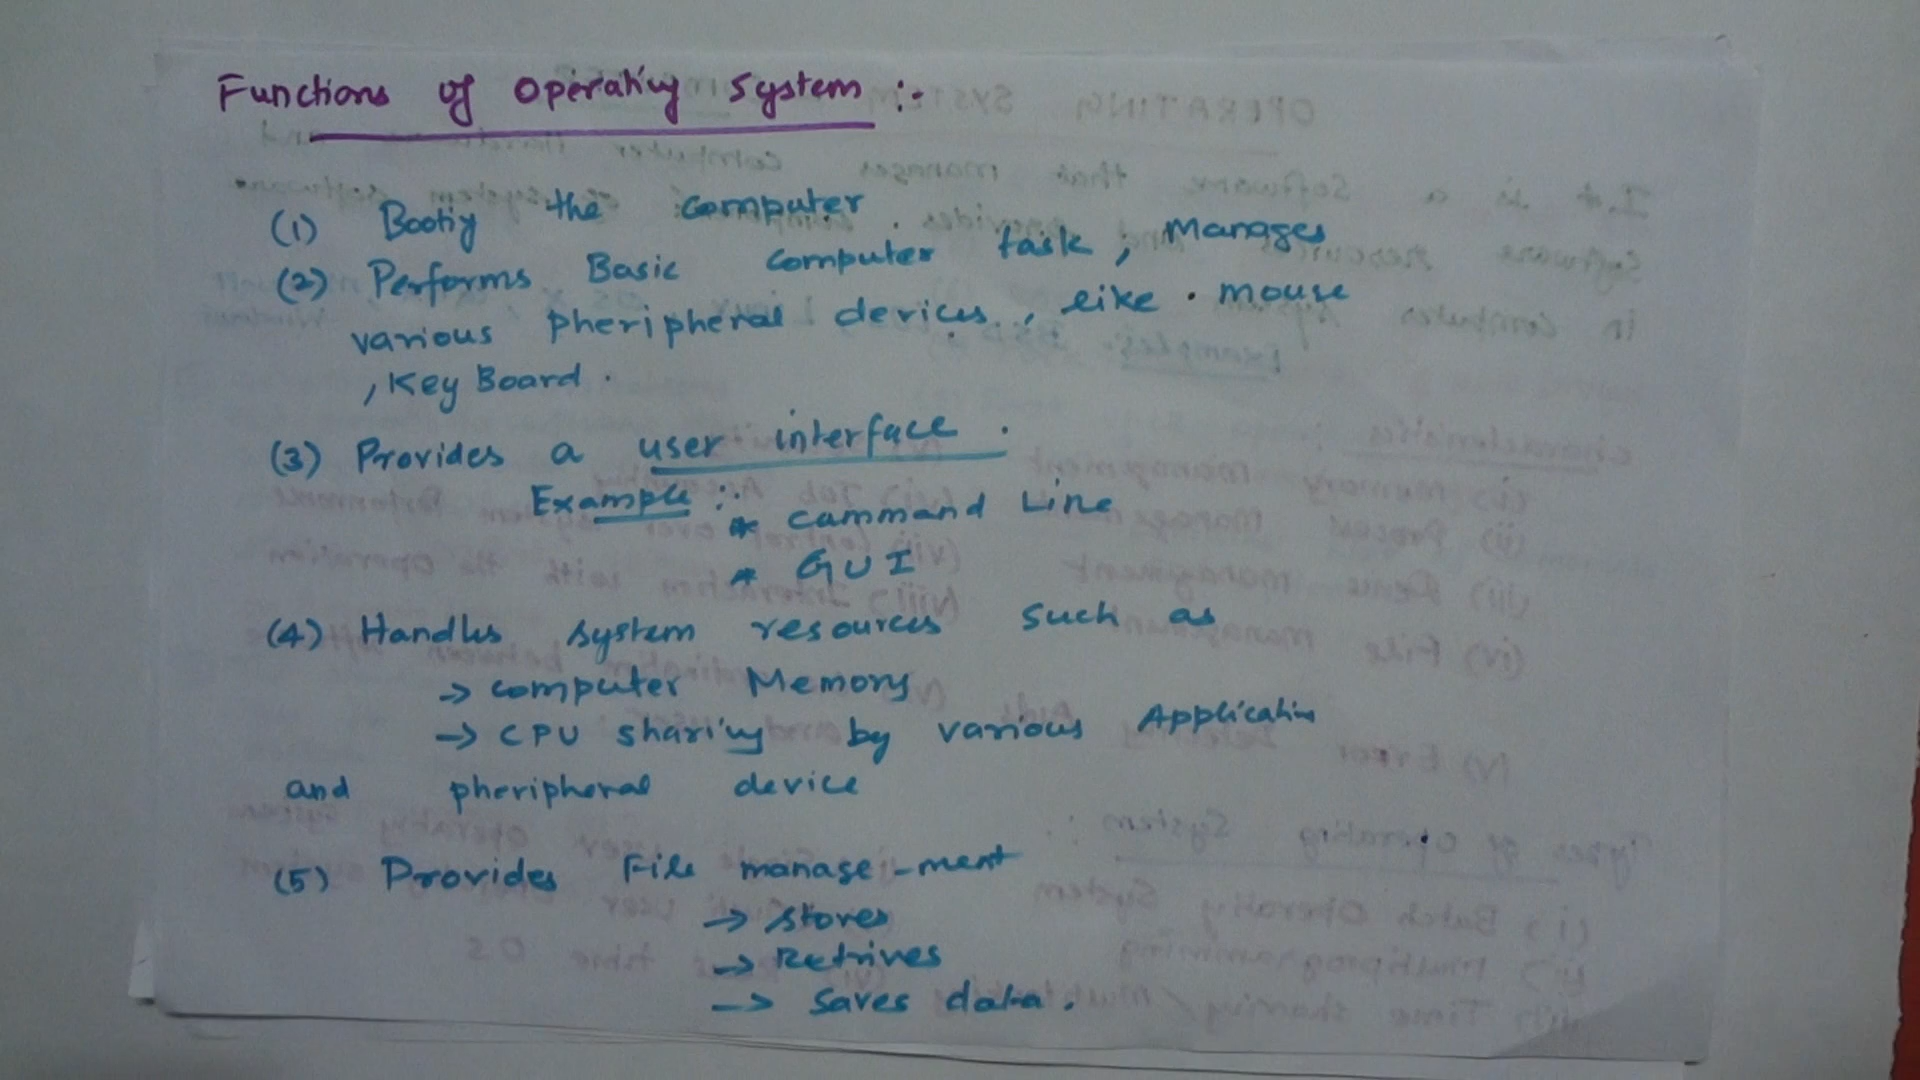 Functions of Operating System :-
(1) Booting the computer.
(2) Performs Basic computer task, Manages
various pheripheral devices, like mouse
, Key Board.
(3) Provides a user interface.
Example :
* Cammand Line
* GUI
(4) Handles system resources such as
→ computer Memory
→ CPU sharing by various Application
and pheripheral device
(5) Provides File manage-ment
→ stores
→ Retrives
→ Saves data.